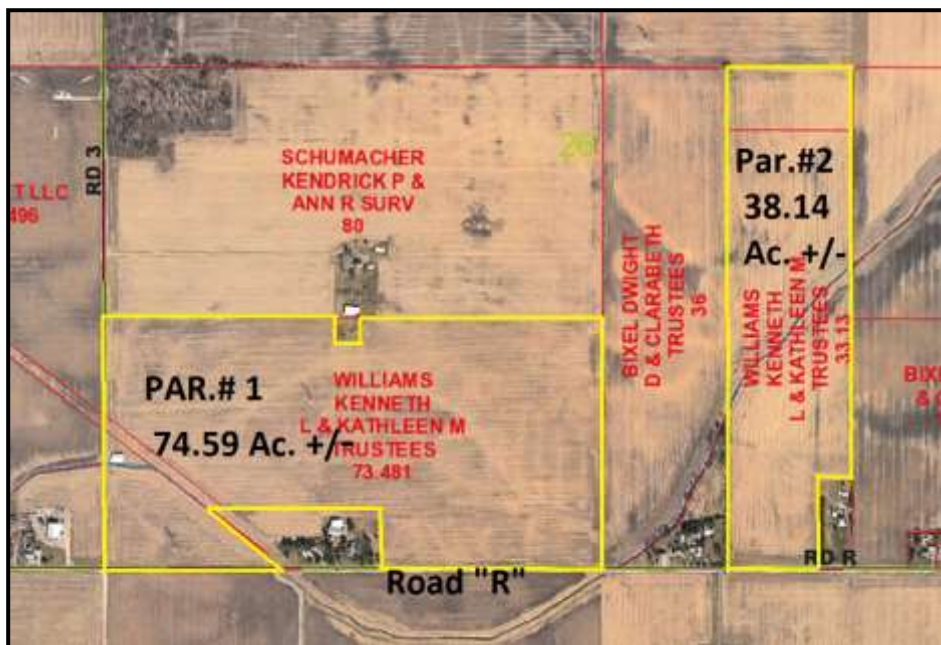 RD 3
T LLC
496
SCHUMACHER
KENDRICK P &
ANN R SURV
80
26
PAR.# 1
74.59 Ac. +/-
WILLIAMS
KENNETH
L & KATHLEEN M
TRUSTEES
73.481
BIXEL DWIGHT
D & CLARABETH
TRUSTEES
36
Par.#2
38.14
Ac. +/-
WILLIAMS
KENNETH
L & KATHLEEN M
TRUSTEES
33.13
BIX
& 
RD R
Road "R"